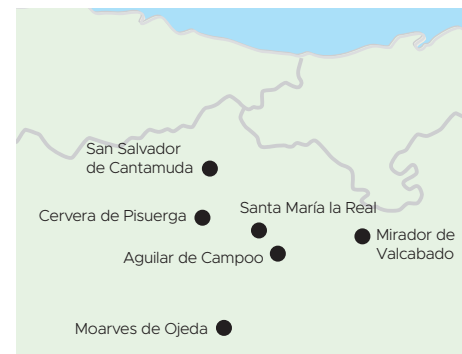 San Salvador
de Cantamuda
Cervera de Pisuerga
Santa María la Real
Mirador de
Valcabado
Aguilar de Campoo
Moarves de Ojeda